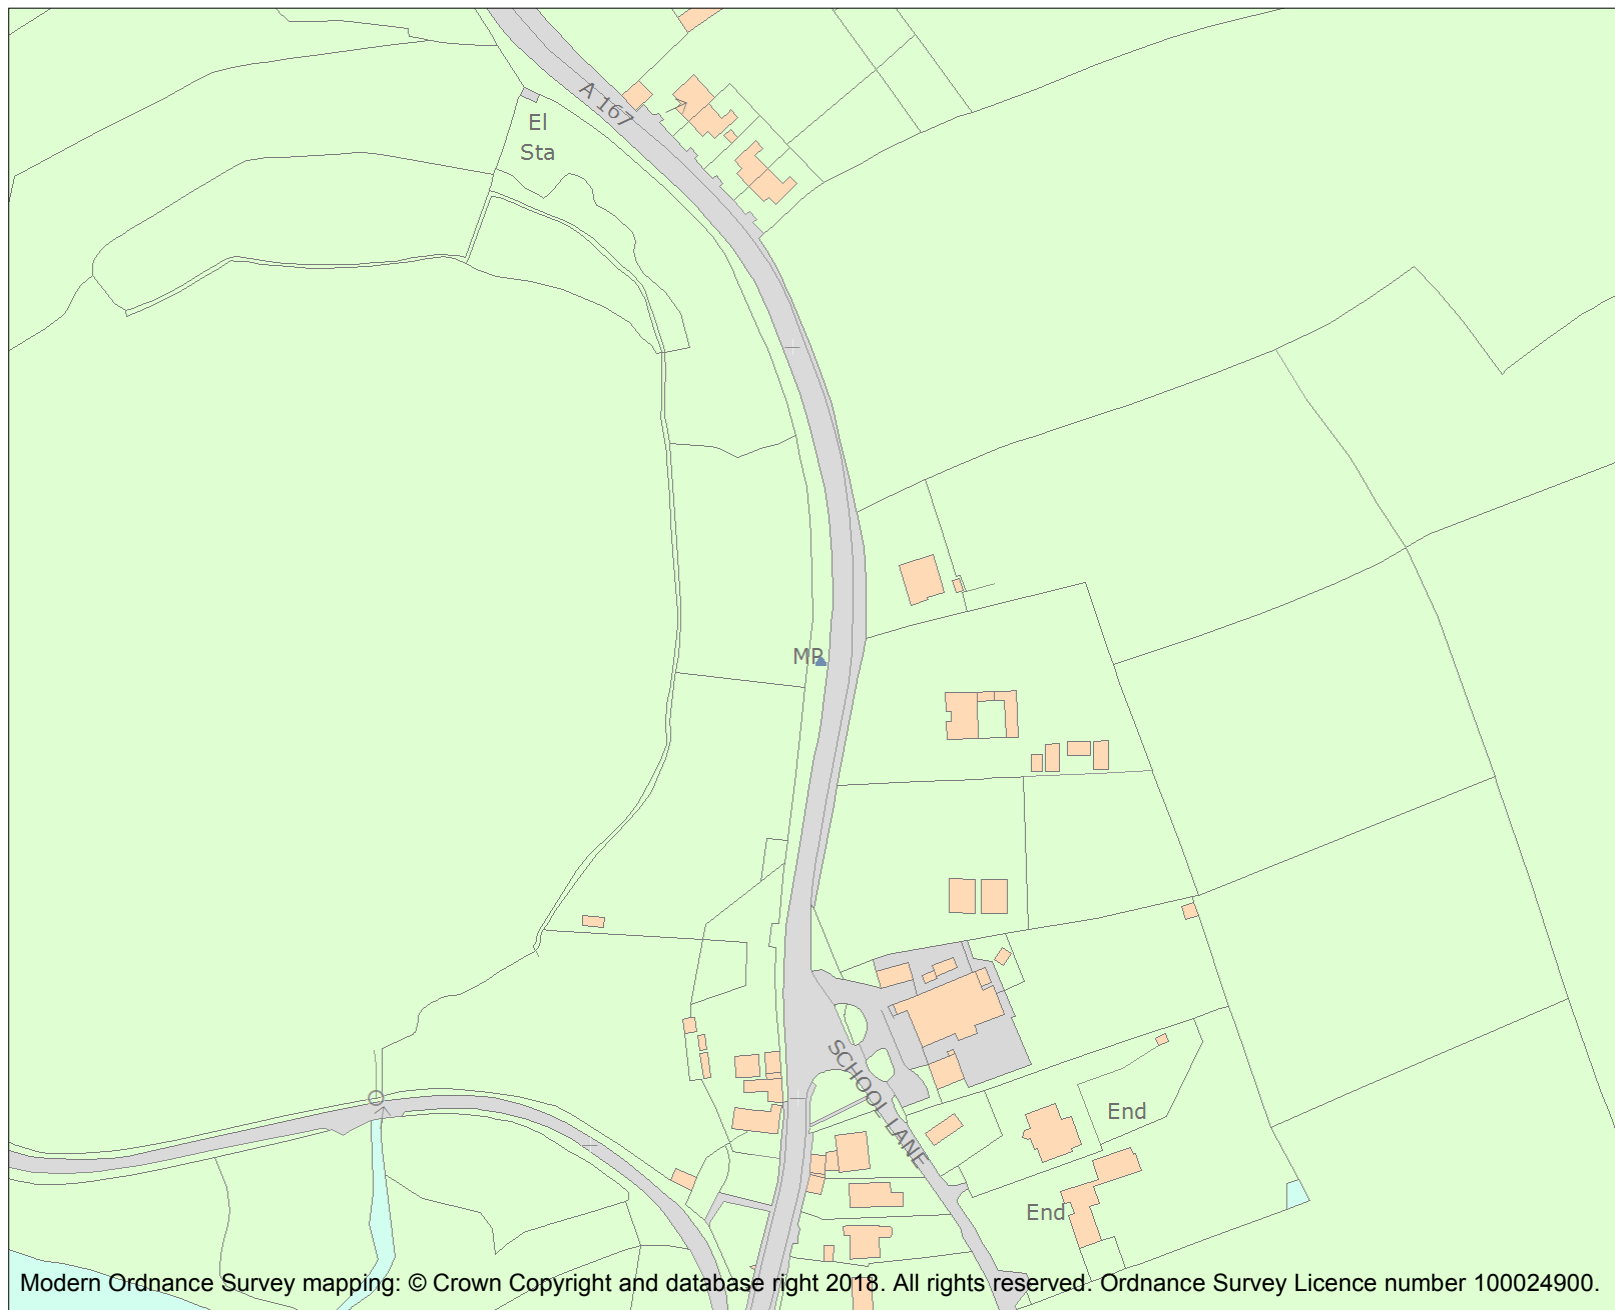 A 167
El
Sta
MP
SCHOOL LANE
End
End
Modern Ordnance Survey mapping: © Crown Copyright and database right 2018. All rights reserved. Ordnance Survey Licence number 100024900.